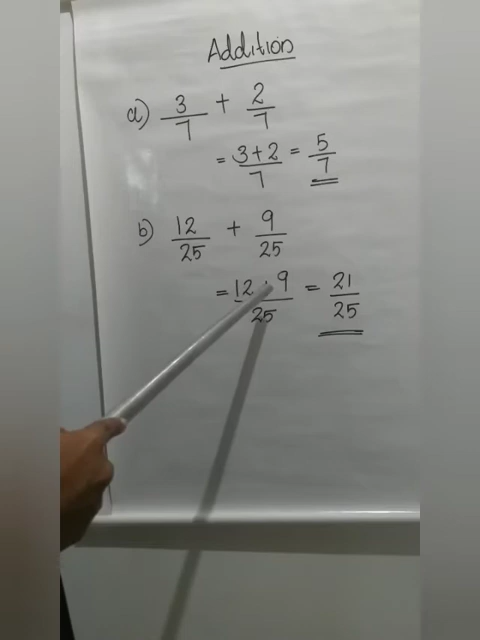 Addition
a) 3/7 + 2/7
= 3+2/7 = 5/7
b) 12/25 + 9/25
= 12+9/25 = 21/25